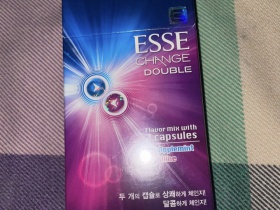 ESSE
CHANGE
DOUBLE
Flavor mix with
capsules
두 개의 캡슐로 상쾌하게 체인지!
달콤하게 체인지!